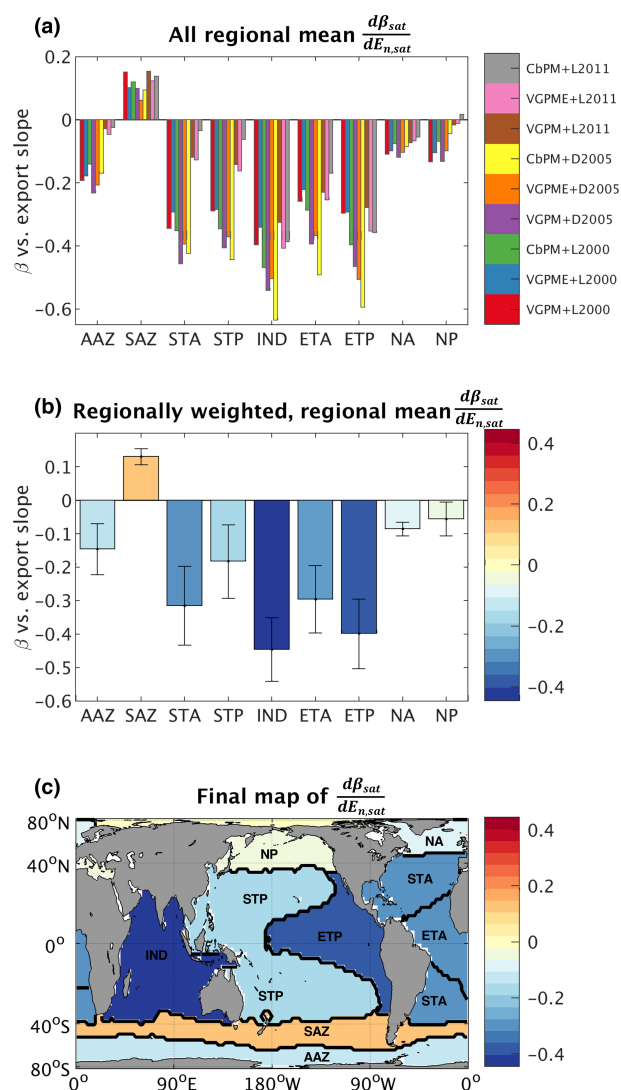 (a) All regional mean dβsat/dEn,sat
β vs. export slope
0.2
0
−0.2
−0.4
−0.6
AAZ SAZ STA STP IND ETA ETP NA NP
CbPM+L2011
VGPME+L2011
VGPM+L2011
CbPM+D2005
VGPME+D2005
VGPM+D2005
CbPM+L2000
VGPME+L2000
VGPM+L2000
(b) Regionally weighted, regional mean dβsat/dEn,sat
β vs. export slope
0.1
0
−0.1
−0.2
−0.3
−0.4
−0.5
−0.6
AAZ SAZ STA STP IND ETA ETP NA NP
0.4
0.2
0
−0.2
−0.4
(c) Final map of dβsat/dEn,sat
80°N
40°N
0°
40°S
80°S
0° 90°E 180°W 90°W 0°
NA
NP
STA
STP
ETA
ETP
IND
STP
STA
SAZ
AAZ
0.4
0.2
0
−0.2
−0.4